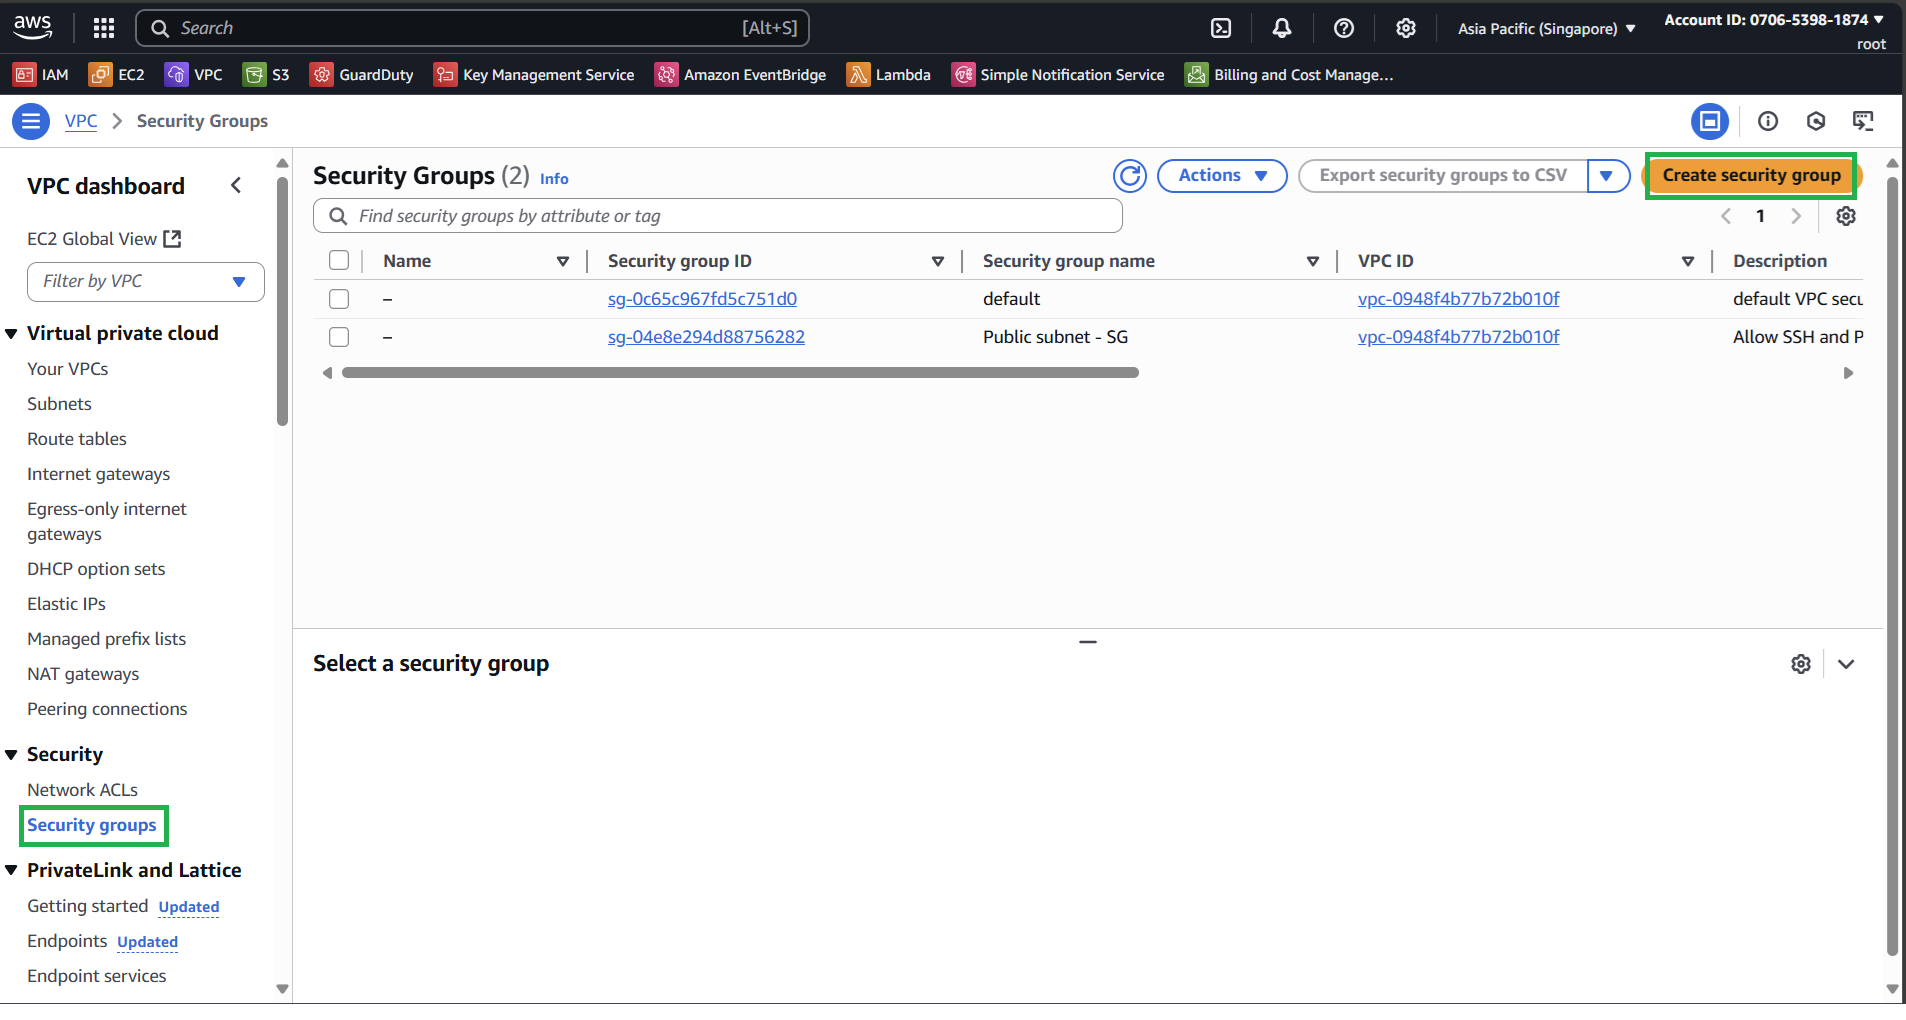 aws
Search [Alt+S]
Asia Pacific (Singapore)
Account ID: 0706-5398-1874
root
IAM EC2 VPC S3 GuardDuty Key Management Service Amazon EventBridge Lambda Simple Notification Service Billing and Cost Manage...
VPC Security Groups
VPC dashboard
EC2 Global View
Filter by VPC
Virtual private cloud
Your VPCs
Subnets
Route tables
Internet gateways
Egress-only internet
gateways
DHCP option sets
Elastic IPs
Managed prefix lists
NAT gateways
Peering connections
Security
Network ACLs
Security groups
PrivateLink and Lattice
Getting started Updated
Endpoints Updated
Endpoint services
Security Groups (2) Info
Actions Export security groups to CSV Create security group
Find security groups by attribute or tag
1
Name Security group ID Security group name VPC ID Description
– sg-0c65c967fd5c751d0 default vpc-0948f4b77b72b010f default VPC secu
– sg-04e8e294d88756282 Public subnet - SG vpc-0948f4b77b72b010f Allow SSH and P
Select a security group